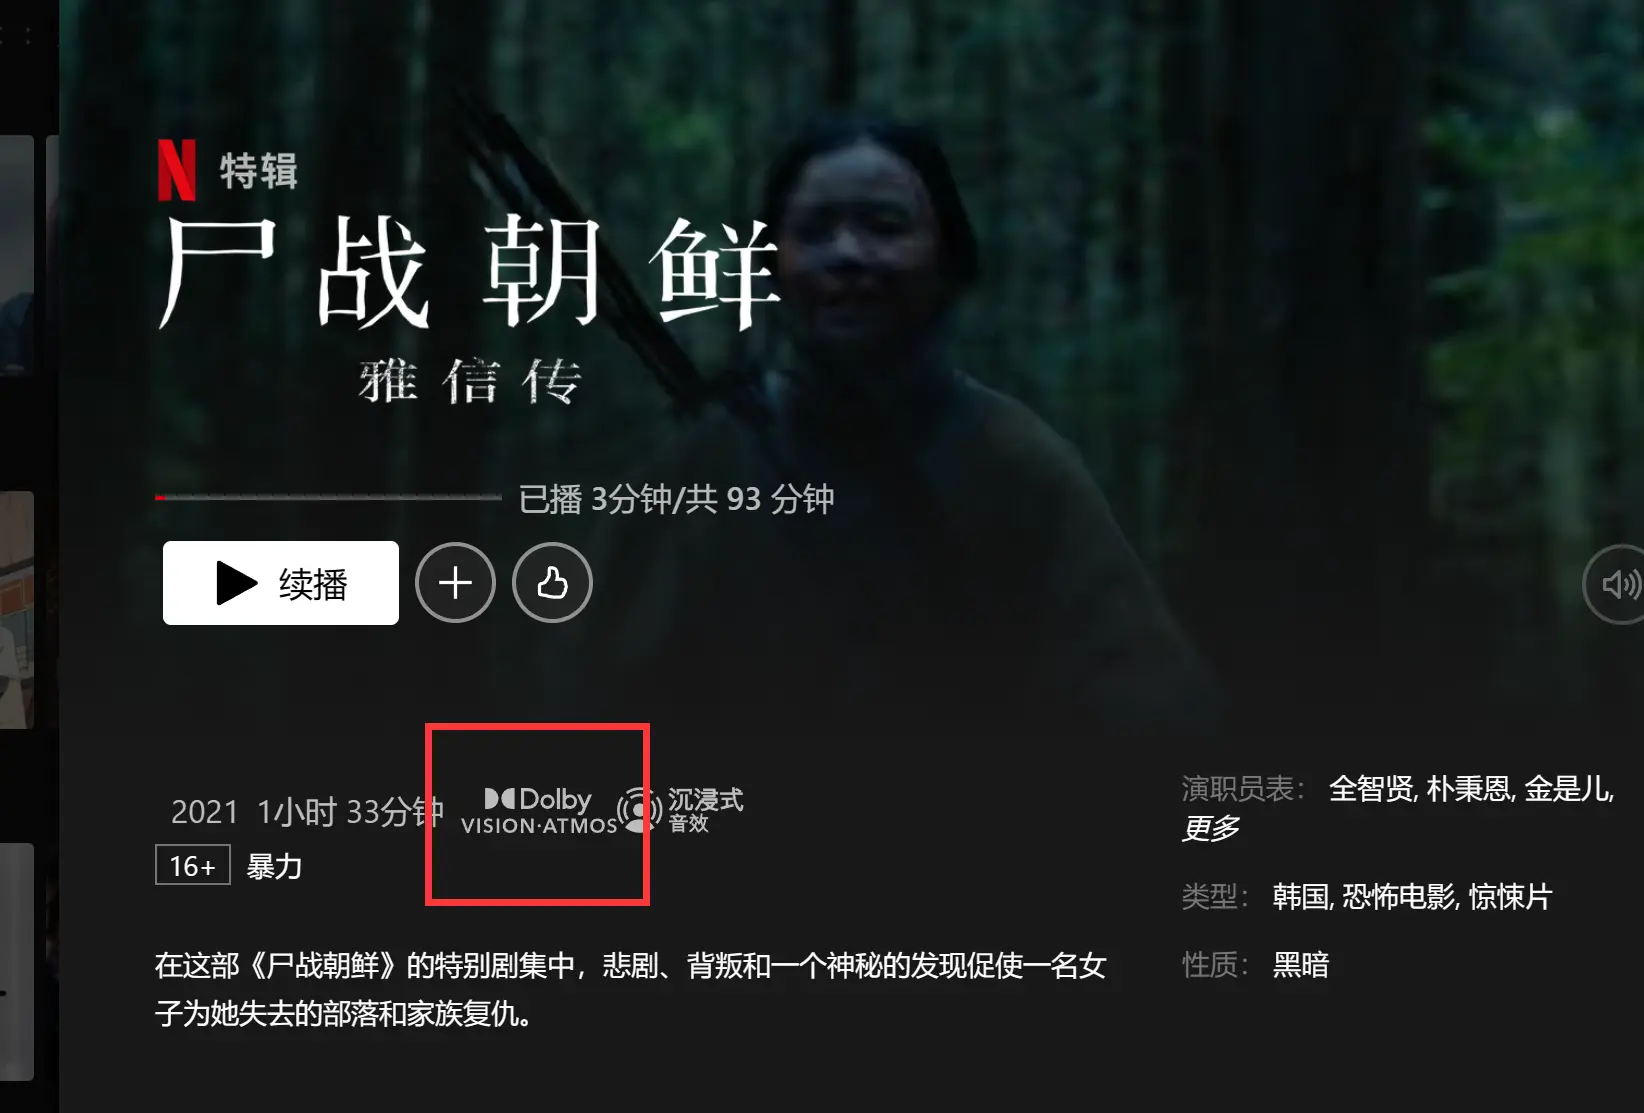 N 特辑
尸战朝鲜
雅信传
已播 3分钟/共 93 分钟
续播
2021 1小时 33分钟 Dolby VISION·ATMOS 沉浸式音效
16+ 暴力
在这部《尸战朝鲜》的特别剧集中，悲剧、背叛和一个神秘的发现促使一名女
子为她失去的部落和家族复仇。
演职员表： 全智贤, 朴秉恩, 金是儿,
更多
类型： 韩国, 恐怖电影, 惊悚片
性质： 黑暗